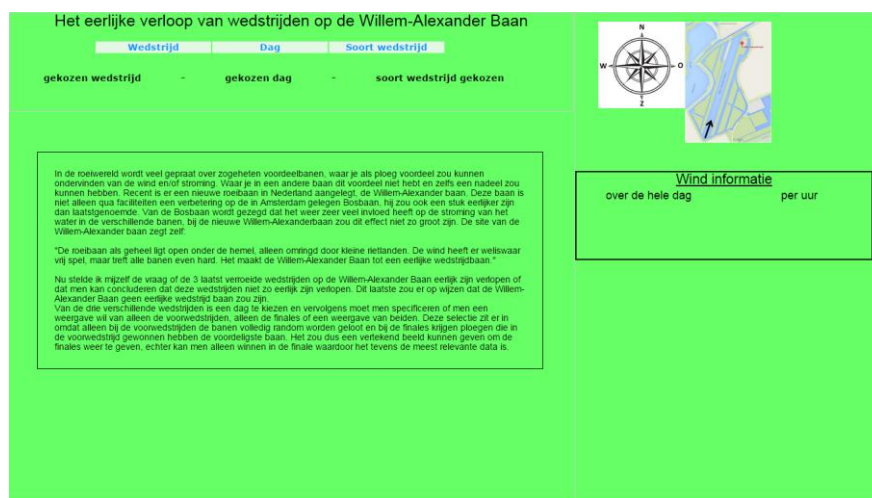 Het eerlijke verloop van wedstrijden op de Willem-Alexander Baan
Wedstrijd Dag Soort wedstrijd
gekozen wedstrijd - gekozen dag - soort wedstrijd gekozen
N
W O
Z
Wind informatie
over de hele dag per uur
In de roeiwereld wordt veel gepraat over zogeheten voordeelbanen, waar je als ploeg voordeel zou kunnen
ondervinden van de wind en/of stroming. Waar je in een andere baan dit voordeel niet hebt en zelfs een nadeel zou
kunnen hebben. Recent is er een nieuwe roeibaan in Nederland aangelegt, de Willem-Alexander baan. Deze baan is
niet alleen qua faciliteiten een verbetering op de in Amsterdam gelegen Bosbaan, hij zou ook een stuk eerlijker zijn
dan laatstgenoemde. Van de Bosbaan wordt gezegd dat het weer zeer veel invloed heeft op de stroming van het
water in de verschillende banen, bij de nieuwe Willem-Alexanderbaan zou dit effect niet zo groot zijn. De site van de
Willem-Alexander baan zegt zelf:
"De roeibaan als geheel ligt open onder de hemel, alleen omringd door kleine rietlanden. De wind heeft er weliswaar
vrij spel, maar treft alle banen even hard. Het maakt de Willem-Alexander Baan tot een eerlijke wedstrijdbaan."
Nu stelde ik mijzelf de vraag of de 3 laatst verroeide wedstrijden op de Willem-Alexander Baan eerlijk zijn verlopen of
dat men kan concluderen dat deze wedstrijden niet zo eerlijk zijn verlopen. Dit laatste zou er op wijzen dat de Willem-
Alexander Baan geen eerlijke wedstrijd baan zou zijn.
Van de drie verschillende wedstrijden is een dag te kiezen en vervolgens moet men specificeren of men een
weergave wil van alleen de voorwedstrijden, alleen de finales of een weergave van beiden. Deze selectie zit er in
omdat alleen bij de voorwedstrijden de banen volledig random worden geloot en bij de finales krijgen ploegen die in
de voorwedstrijd gewonnen hebben de voordeligste baan. Het zou dus een vertekend beeld kunnen geven om de
finales weer te geven, echter kan men alleen winnen in de finale waardoor het tevens de meest relevante data is.